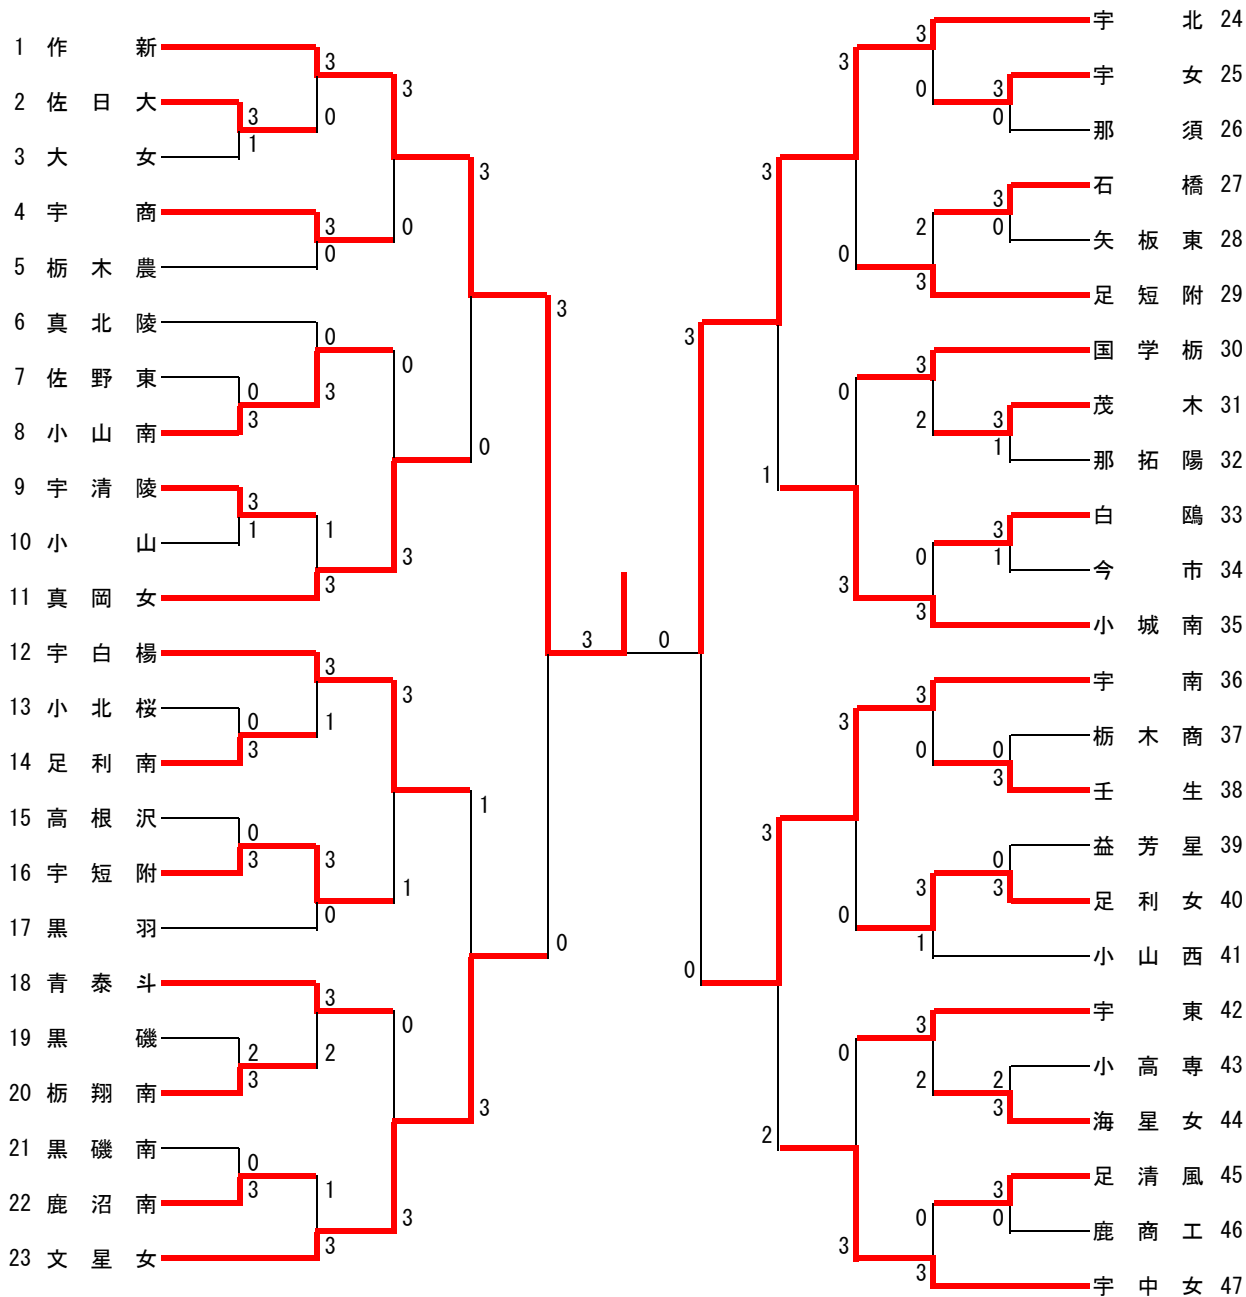 1 作新
2 佐日大
3 大女
4 宇商
5 栃木農
6 真北陵
7 佐野東
8 小山南
9 宇清陵
10 小山
11 真岡女
12 宇白楊
13 小北桜
14 足利南
15 高根沢
16 宇短附
17 黒羽
18 青泰斗
19 黒磯
20 栃翔南
21 黒磯南
22 鹿沼南
23 文星女
3
0
3
1
3
0
0
3
0
3
3
1
1
3
3
1
0
3
0
3
3
0
3
2
2
3
0
3
1
3
3
0
0
3
3
1
0
3
3
0
1
3
3
0
3
0
3
0
3
1
3
2
3
0
0
3
3
0
0
3
3
0
3
0
2
3
3
0
3
2
3
1
0
3
3
1
3
0
0
3
3
0
3
1
3
2
2
3
0
3
3
0
宇北 24
宇女 25
那須 26
石橋 27
矢板東 28
足短附 29
国学栃 30
茂木 31
那拓陽 32
白鴎 33
今市 34
小城南 35
宇南 36
栃木商 37
壬生 38
益芳星 39
足利女 40
小山西 41
宇東 42
小高専 43
海星女 44
足清風 45
鹿商工 46
宇中女 47